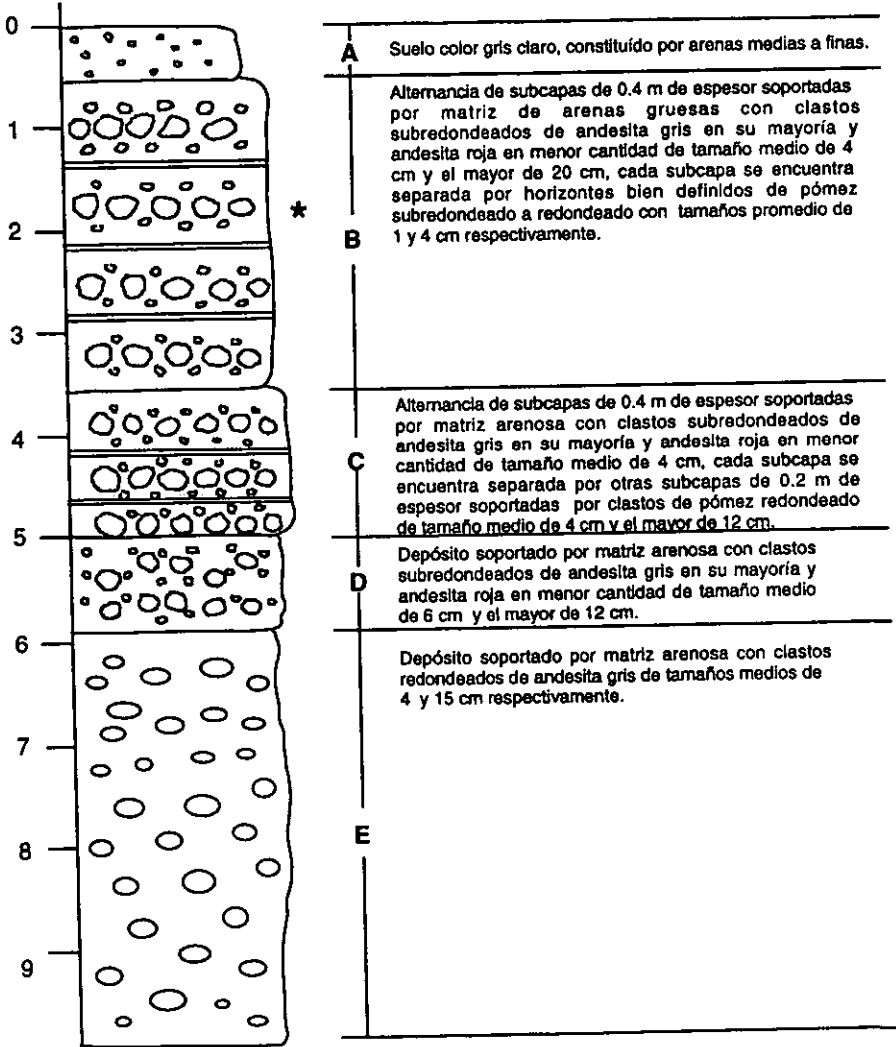 0
A
Suelo color gris claro, constituído por arenas medias a finas.
Alternancia de subcapas de 0.4 m de espesor soportadas
por matriz de arenas gruesas con clastos
subredondeados de andesita gris en su mayoría y
andesita roja en menor cantidad de tamaño medio de 4
cm y el mayor de 20 cm, cada subcapa se encuentra
separada por horizontes bien definidos de pómez
subredondeado a redondeado con tamaños promedio de
1 y 4 cm respectivamente.
1
*
2
B
3
Alternancia de subcapas de 0.4 m de espesor soportadas
por matriz arenosa con clastos subredondeados de
andesita gris en su mayoría y andesita roja en menor
cantidad de tamaño medio de 4 cm, cada subcapa se
encuentra separada por otras subcapas de 0.2 m de
espesor soportadas por clastos de pómez redondeado
de tamaño medio de 4 cm y el mayor de 12 cm.
4
C
5
Depósito soportado por matriz arenosa con clastos
subredondeados de andesita gris en su mayoría y
andesita roja en menor cantidad de tamaño medio
de 6 cm y el mayor de 12 cm.
D
6
Depósito soportado por matriz arenosa con clastos
redondeados de andesita gris de tamaños medios de
4 y 15 cm respectivamente.
7
8
E
9